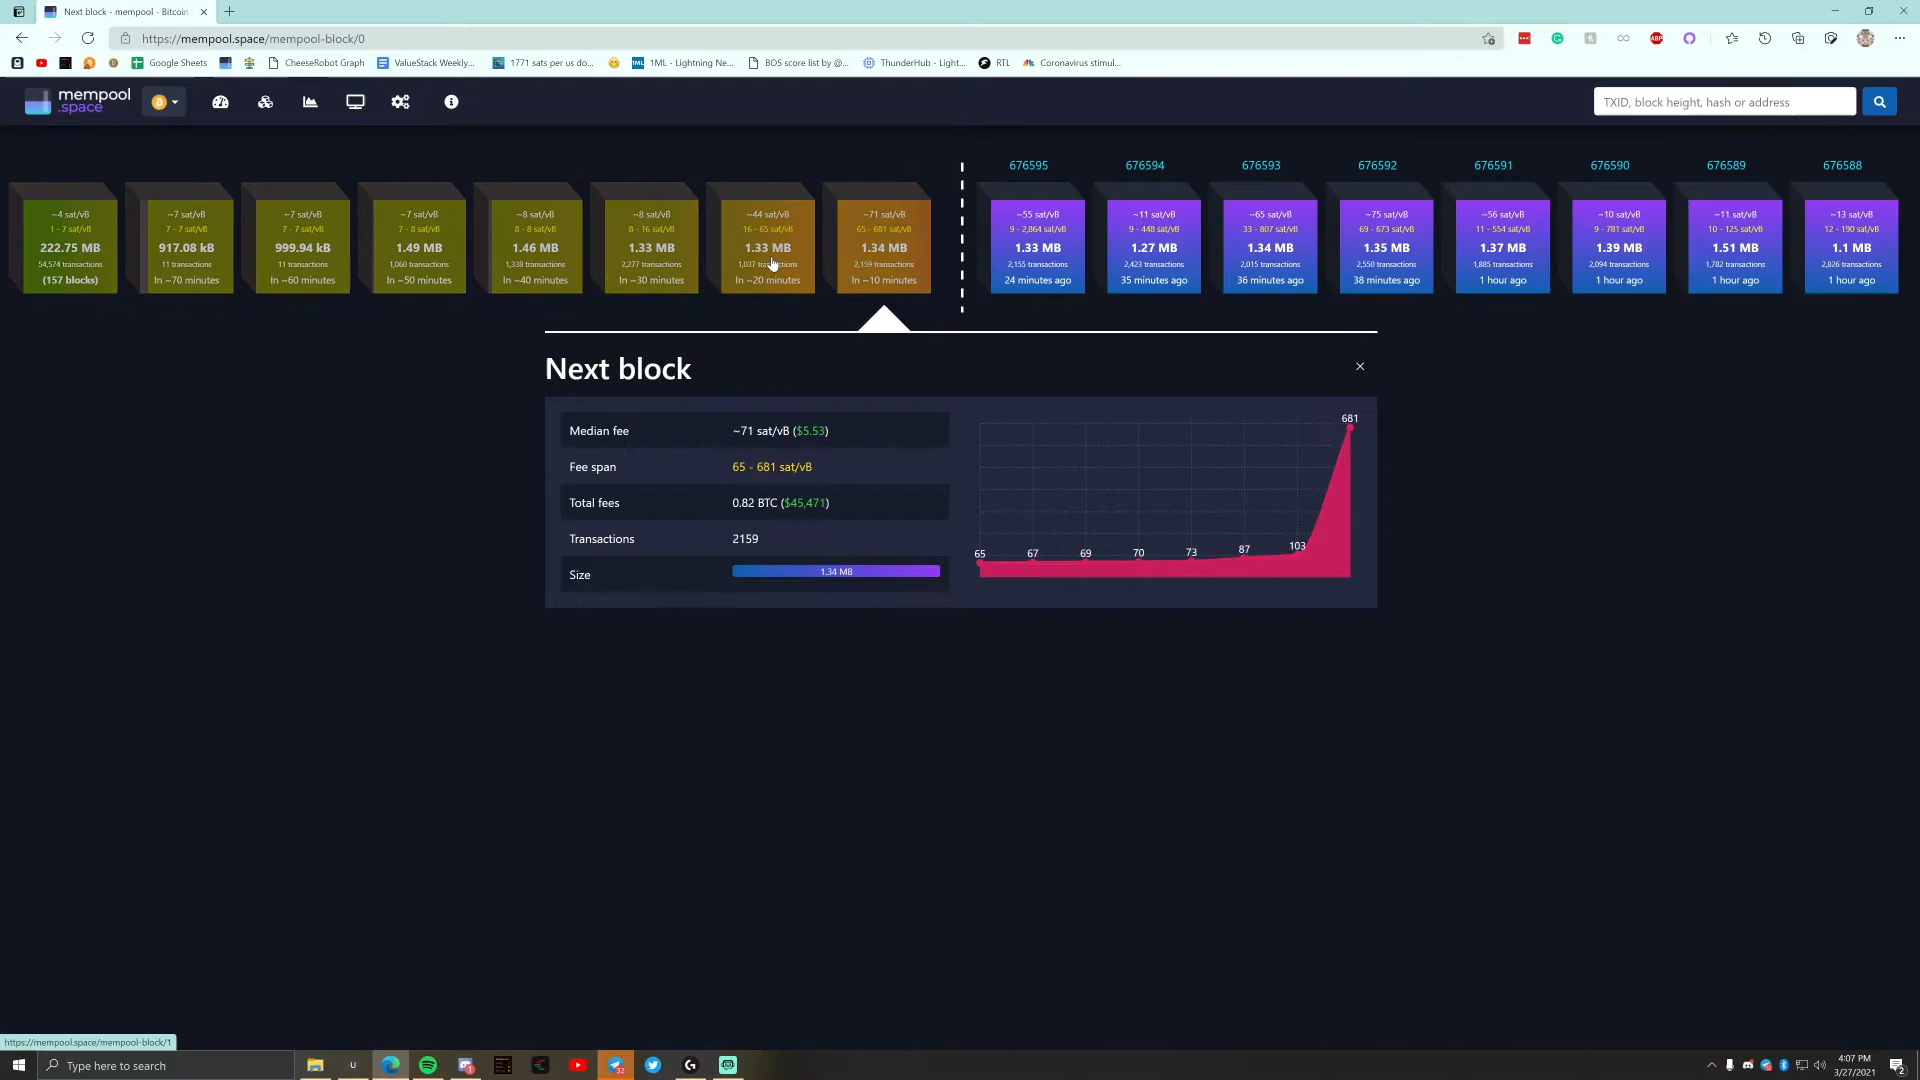 Next block - mempool - Bitcoin
https://mempool.space/mempool-block/0
ABP
Google Sheets
CheeseRobot Graph
ValueStack Weekly...
1771 sats per us do...
1ML
1ML - Lightning Ne...
BOS score list by @...
ThunderHub - Light...
RTL
Coronavirus stimul...
mempool
.space
TXID, block height, hash or address
676595 676594 676593 676592 676591 676590 676589 676588
~4 sat/vB
1 - 7 sat/vB
222.75 MB
54,574 transactions
(157 blocks)
~7 sat/vB
7 - 7 sat/vB
917.08 kB
11 transactions
In ~70 minutes
~7 sat/vB
7 - 7 sat/vB
999.94 kB
11 transactions
In ~60 minutes
~7 sat/vB
7 - 8 sat/vB
1.49 MB
1,060 transactions
In ~50 minutes
~8 sat/vB
8 - 8 sat/vB
1.46 MB
1,338 transactions
In ~40 minutes
~8 sat/vB
8 - 16 sat/vB
1.33 MB
2,277 transactions
In ~30 minutes
~44 sat/vB
16 - 65 sat/vB
1.33 MB
1,037 transactions
In ~20 minutes
~71 sat/vB
65 - 681 sat/vB
1.34 MB
2,159 transactions
In ~10 minutes
~55 sat/vB
9 - 2,864 sat/vB
1.33 MB
2,155 transactions
24 minutes ago
~11 sat/vB
9 - 448 sat/vB
1.27 MB
2,423 transactions
35 minutes ago
~65 sat/vB
33 - 807 sat/vB
1.34 MB
2,015 transactions
36 minutes ago
~75 sat/vB
69 - 673 sat/vB
1.35 MB
2,550 transactions
38 minutes ago
~56 sat/vB
11 - 554 sat/vB
1.37 MB
1,885 transactions
1 hour ago
~10 sat/vB
9 - 781 sat/vB
1.39 MB
2,094 transactions
1 hour ago
~11 sat/vB
10 - 125 sat/vB
1.51 MB
1,782 transactions
1 hour ago
~13 sat/vB
12 - 190 sat/vB
1.1 MB
2,826 transactions
1 hour ago
Next block
Median fee ~71 sat/vB ($5.53)
Fee span 65 - 681 sat/vB
Total fees 0.82 BTC ($45,471)
Transactions 2159
Size 1.34 MB
681
65 67 69 70 73 87 103
https://mempool.space/mempool-block/1
Type here to search
32
4:07 PM
3/27/2021
2